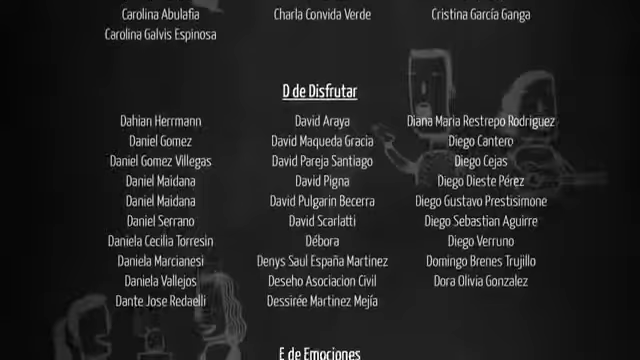 Carolina Abulafia
Carolina Galvis Espinosa
Charla Convida Verde
Cristina García Ganga
D de Disfrutar
Dahian Herrmann
Daniel Gomez
Daniel Gomez Villegas
Daniel Maidana
Daniel Maidana
Daniel Serrano
Daniela Cecilia Torresin
Daniela Marcianesi
Daniela Vallejos
Dante Jose Redaelli
David Araya
David Maqueda Gracia
David Pareja Santiago
David Pigna
David Pulgarin Becerra
David Scarlatti
Débora
Denys Saul España Martinez
Deseho Asociacion Civil
Dessirée Martinez Mejía
Diana Maria Restrepo Rodriguez
Diego Cantero
Diego Cejas
Diego Dieste Pérez
Diego Gustavo Prestisimone
Diego Sebastian Aguirre
Diego Verruno
Domingo Brenes Trujillo
Dora Olivia Gonzalez
E de Emociones